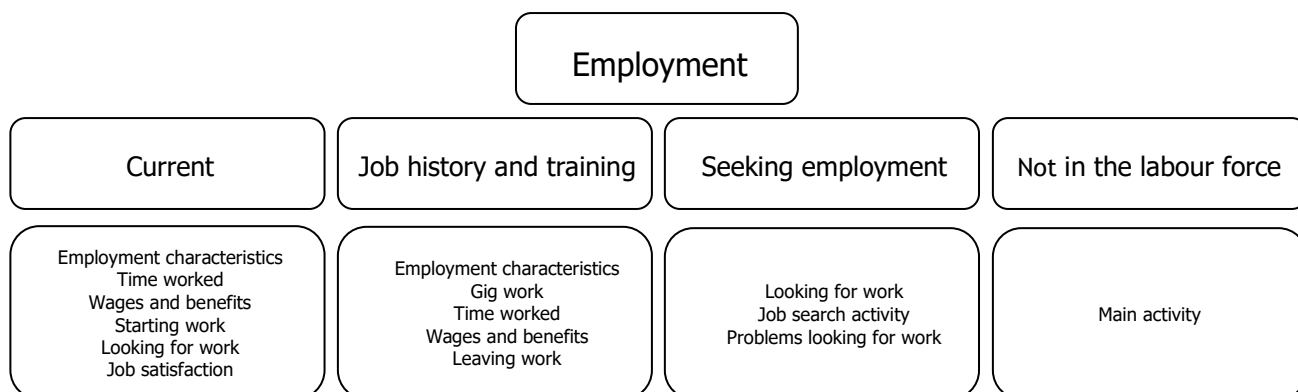 Employment
Current
Job history and training
Seeking employment
Not in the labour force
Employment characteristics
Time worked
Wages and benefits
Starting work
Looking for work
Job satisfaction
Employment characteristics
Gig work
Time worked
Wages and benefits
Leaving work
Looking for work
Job search activity
Problems looking for work
Main activity